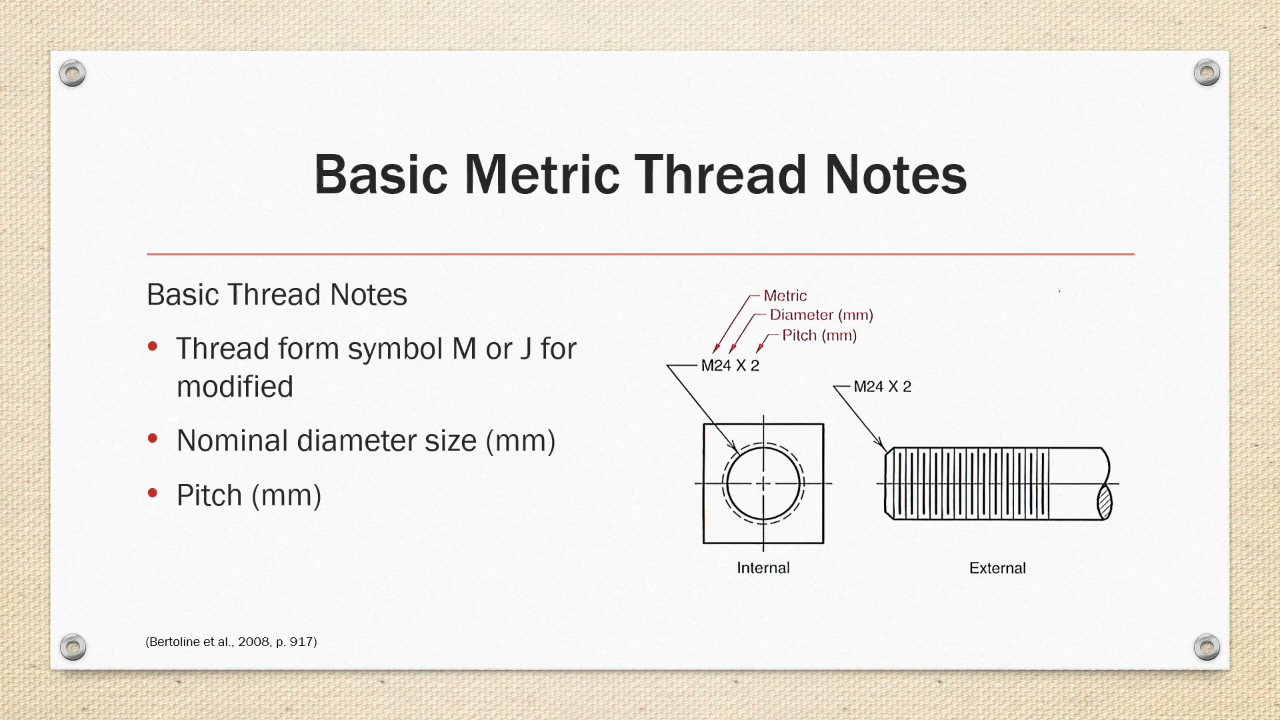 Basic Metric Thread Notes
Basic Thread Notes
• Thread form symbol M or J for
modified
• Nominal diameter size (mm)
• Pitch (mm)
Metric
Diameter (mm)
Pitch (mm)
M24 X 2
M24 X 2
Internal
External
(Bertoline et al., 2008, p. 917)